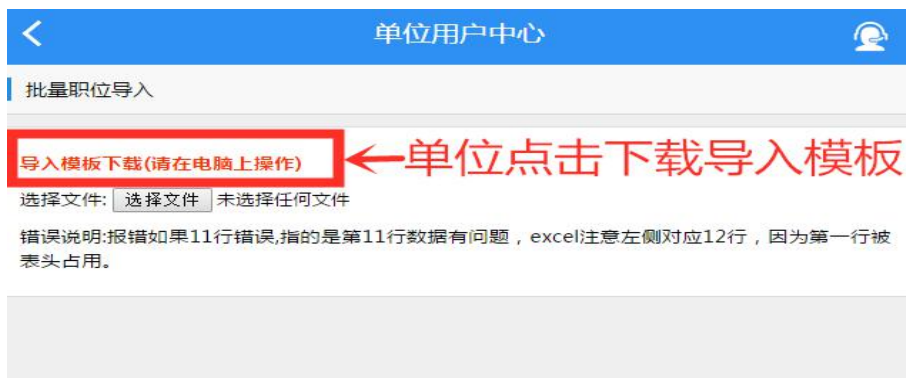 单位用户中心
批量职位导入
导入模板下载(请在电脑上操作)
单位点击下载导入模板
选择文件: 选择文件 未选择任何文件
错误说明:报错如果11行错误,指的是第11行数据有问题，excel注意左侧对应12行，因为第一行被
表头占用。